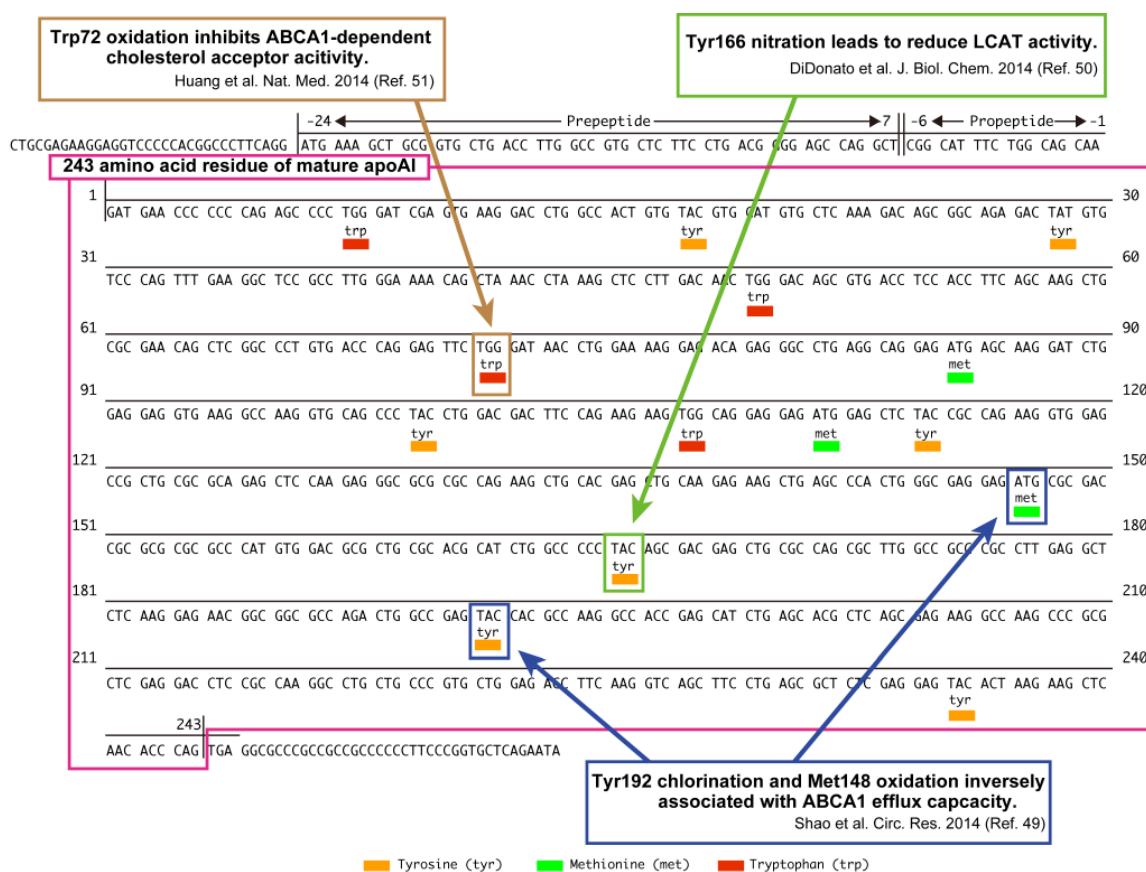 Trp72 oxidation inhibits ABCA1-dependent
cholesterol acceptor acitivity.
Huang et al. Nat. Med. 2014 (Ref. 51)
Tyr166 nitration leads to reduce LCAT activity.
DiDonato et al. J. Biol. Chem. 2014 (Ref. 50)
-24 Prepeptide 7 -6 Propeptide -1
CTGCGAGAAGGAGGTCCCCCACGGCCCTTCAGG ATG AAA GCT GCG GTG CTG ACC TTG GCC GTG CTC TTC CTG ACG GGG AGC CAG GCT CGG CAT TTC TGG CAG CAA
243 amino acid residue of mature apoAI
1 30
GAT GAA CCC CCC CAG AGC CCC TGG GAT CGA GTG AAG GAC CTG GCC ACT GTG TAC GTG GAT GTG CTC AAA GAC AGC GGC AGA GAC TAT GTG
trp tyr tyr
31 60
TCC CAG TTT GAA GGC TCC GCC TTG GGA AAA CAG CTA AAC CTA AAG CTC CTT GAC AAC TGG GAC AGC GTG ACC TCC ACC TTC AGC AAG CTG
trp
61 90
CGC GAA CAG CTC GGC CCT GTG ACC CAG GAG TTC TGG GAT AAC CTG GAA AAG GAG ACA GAG GGC CTG AGG CAG GAG ATG AGC AAG GAT CTG
trp met
91 120
GAG GAG GTG AAG GCC AAG GTG CAG CCC TAC CTG GAC GAC TTC CAG AAG AAG TGG CAG GAG GAG ATG GAG CTC TAC CGC CAG AAG GTG GAG
tyr trp met tyr
121 150
CCG CTG CGC GCA GAG CTC CAA GAG GGC GCG CGC CAG AAG CTG CAC GAG CTG CAA GAG AAG CTG AGC CCA CTG GGC GAG GAG ATG CGC GAC
met
151 180
CGC GCG CGC GCC CAT GTG GAC GCG CTG CGC ACG CAT CTG GCC CCC TAC AGC GAC GAG CTG CGC CAG CGC TTG GCC GCG CGC CTT GAG GCT
tyr
181 210
CTC AAG GAG AAC GGC GGC GCC AGA CTG GCC GAG TAC CAC GCC AAG GCC ACC GAG CAT CTG AGC ACG CTC AGC GAG AAG GCC AAG CCC GCG
tyr
211 240
CTC GAG GAC CTC CGC CAA GGC CTG CTG CCC GTG CTG GAG AGC TTC AAG GTC AGC TTC CTG AGC GCT CTC GAG GAG TAC ACT AAG AAG CTC
tyr
243
AAC ACC CAG TGA GGCGCCCGCCGCCGCCCCCCTTCCCGGTGCTCAGAATA
Tyr192 chlorination and Met148 oxidation inversely
associated with ABCA1 efflux capcacity.
Shao et al. Circ. Res. 2014 (Ref. 49)
Tyrosine (tyr) Methionine (met) Tryptophan (trp)